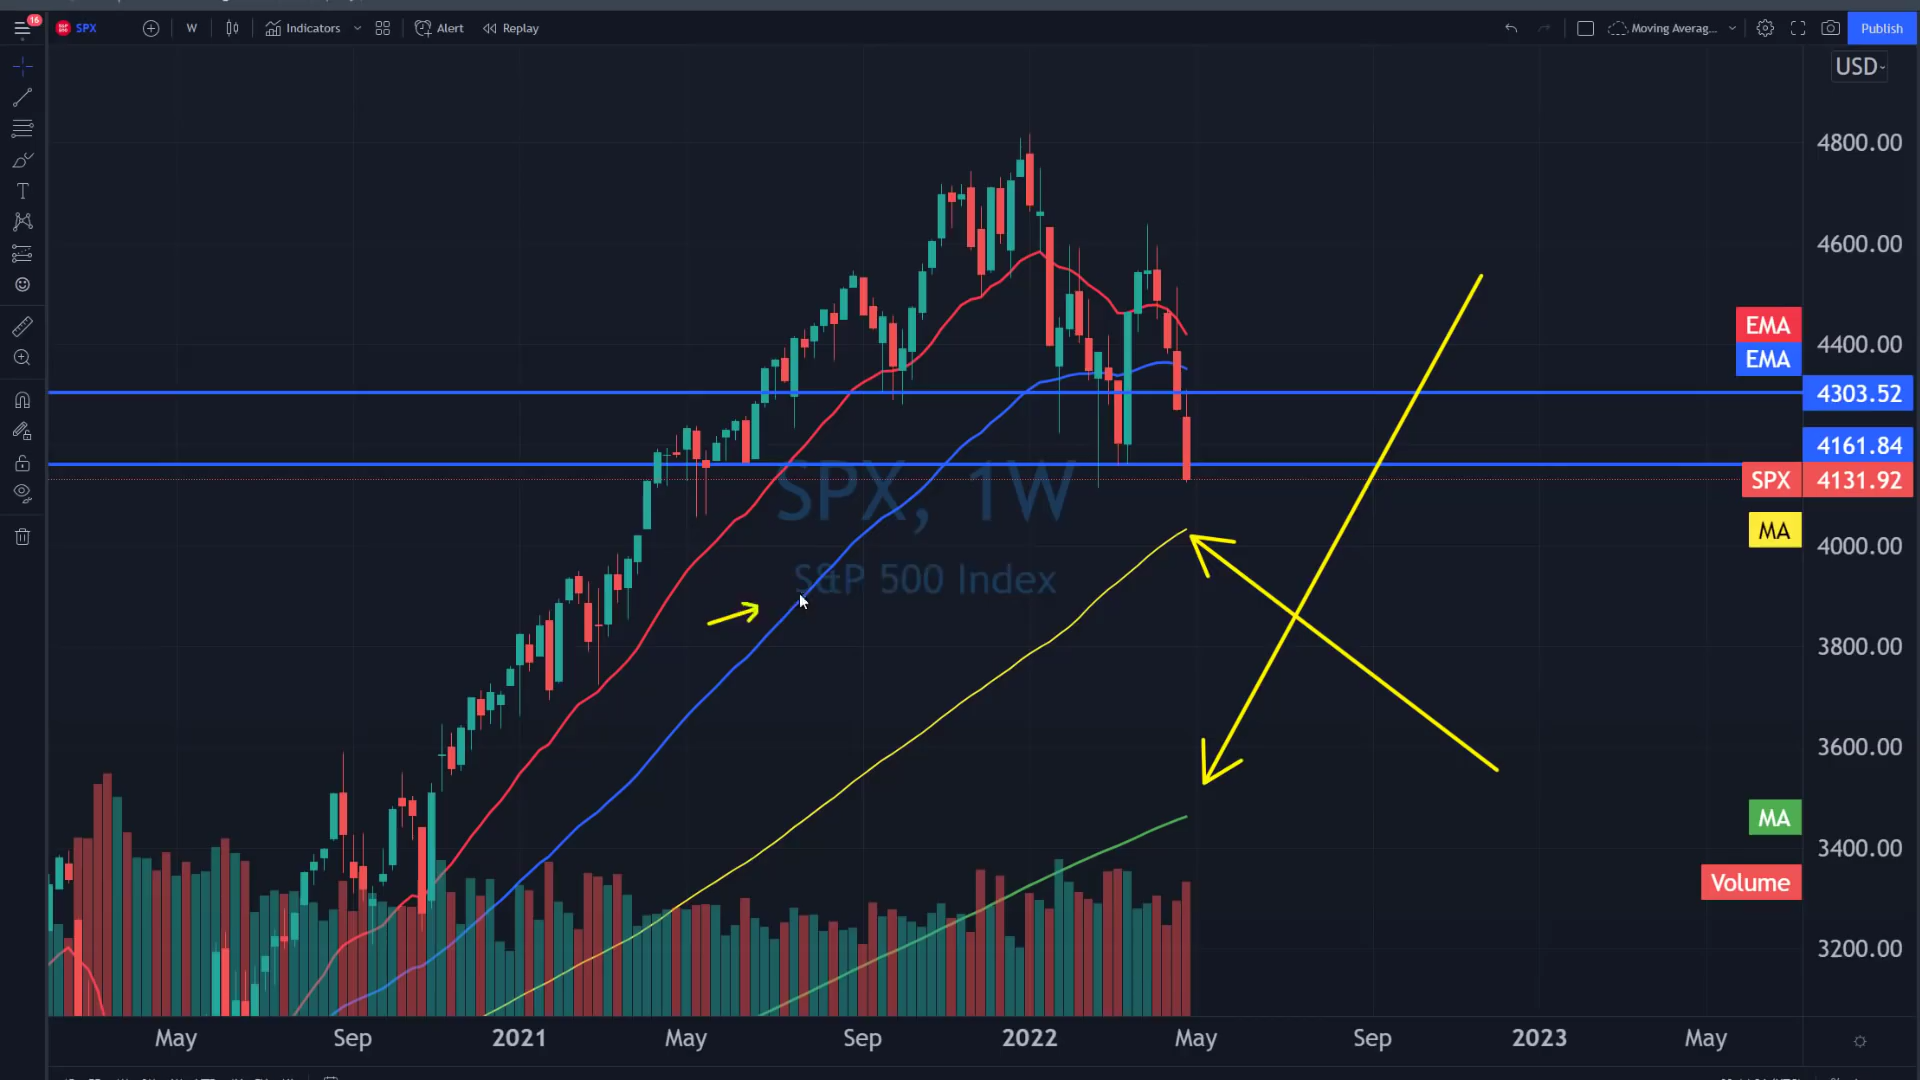 16
SPX
W
Indicators
Alert
Replay
Moving Averag...
Publish
USD
4800.00
4600.00
EMA
4400.00
EMA
4303.52
4161.84
SPX 4131.92
SPX, 1W
MA
4000.00
S&P 500 Index
3800.00
3600.00
MA
3400.00
Volume
3200.00
May
Sep
2021
May
Sep
2022
May
Sep
2023
May